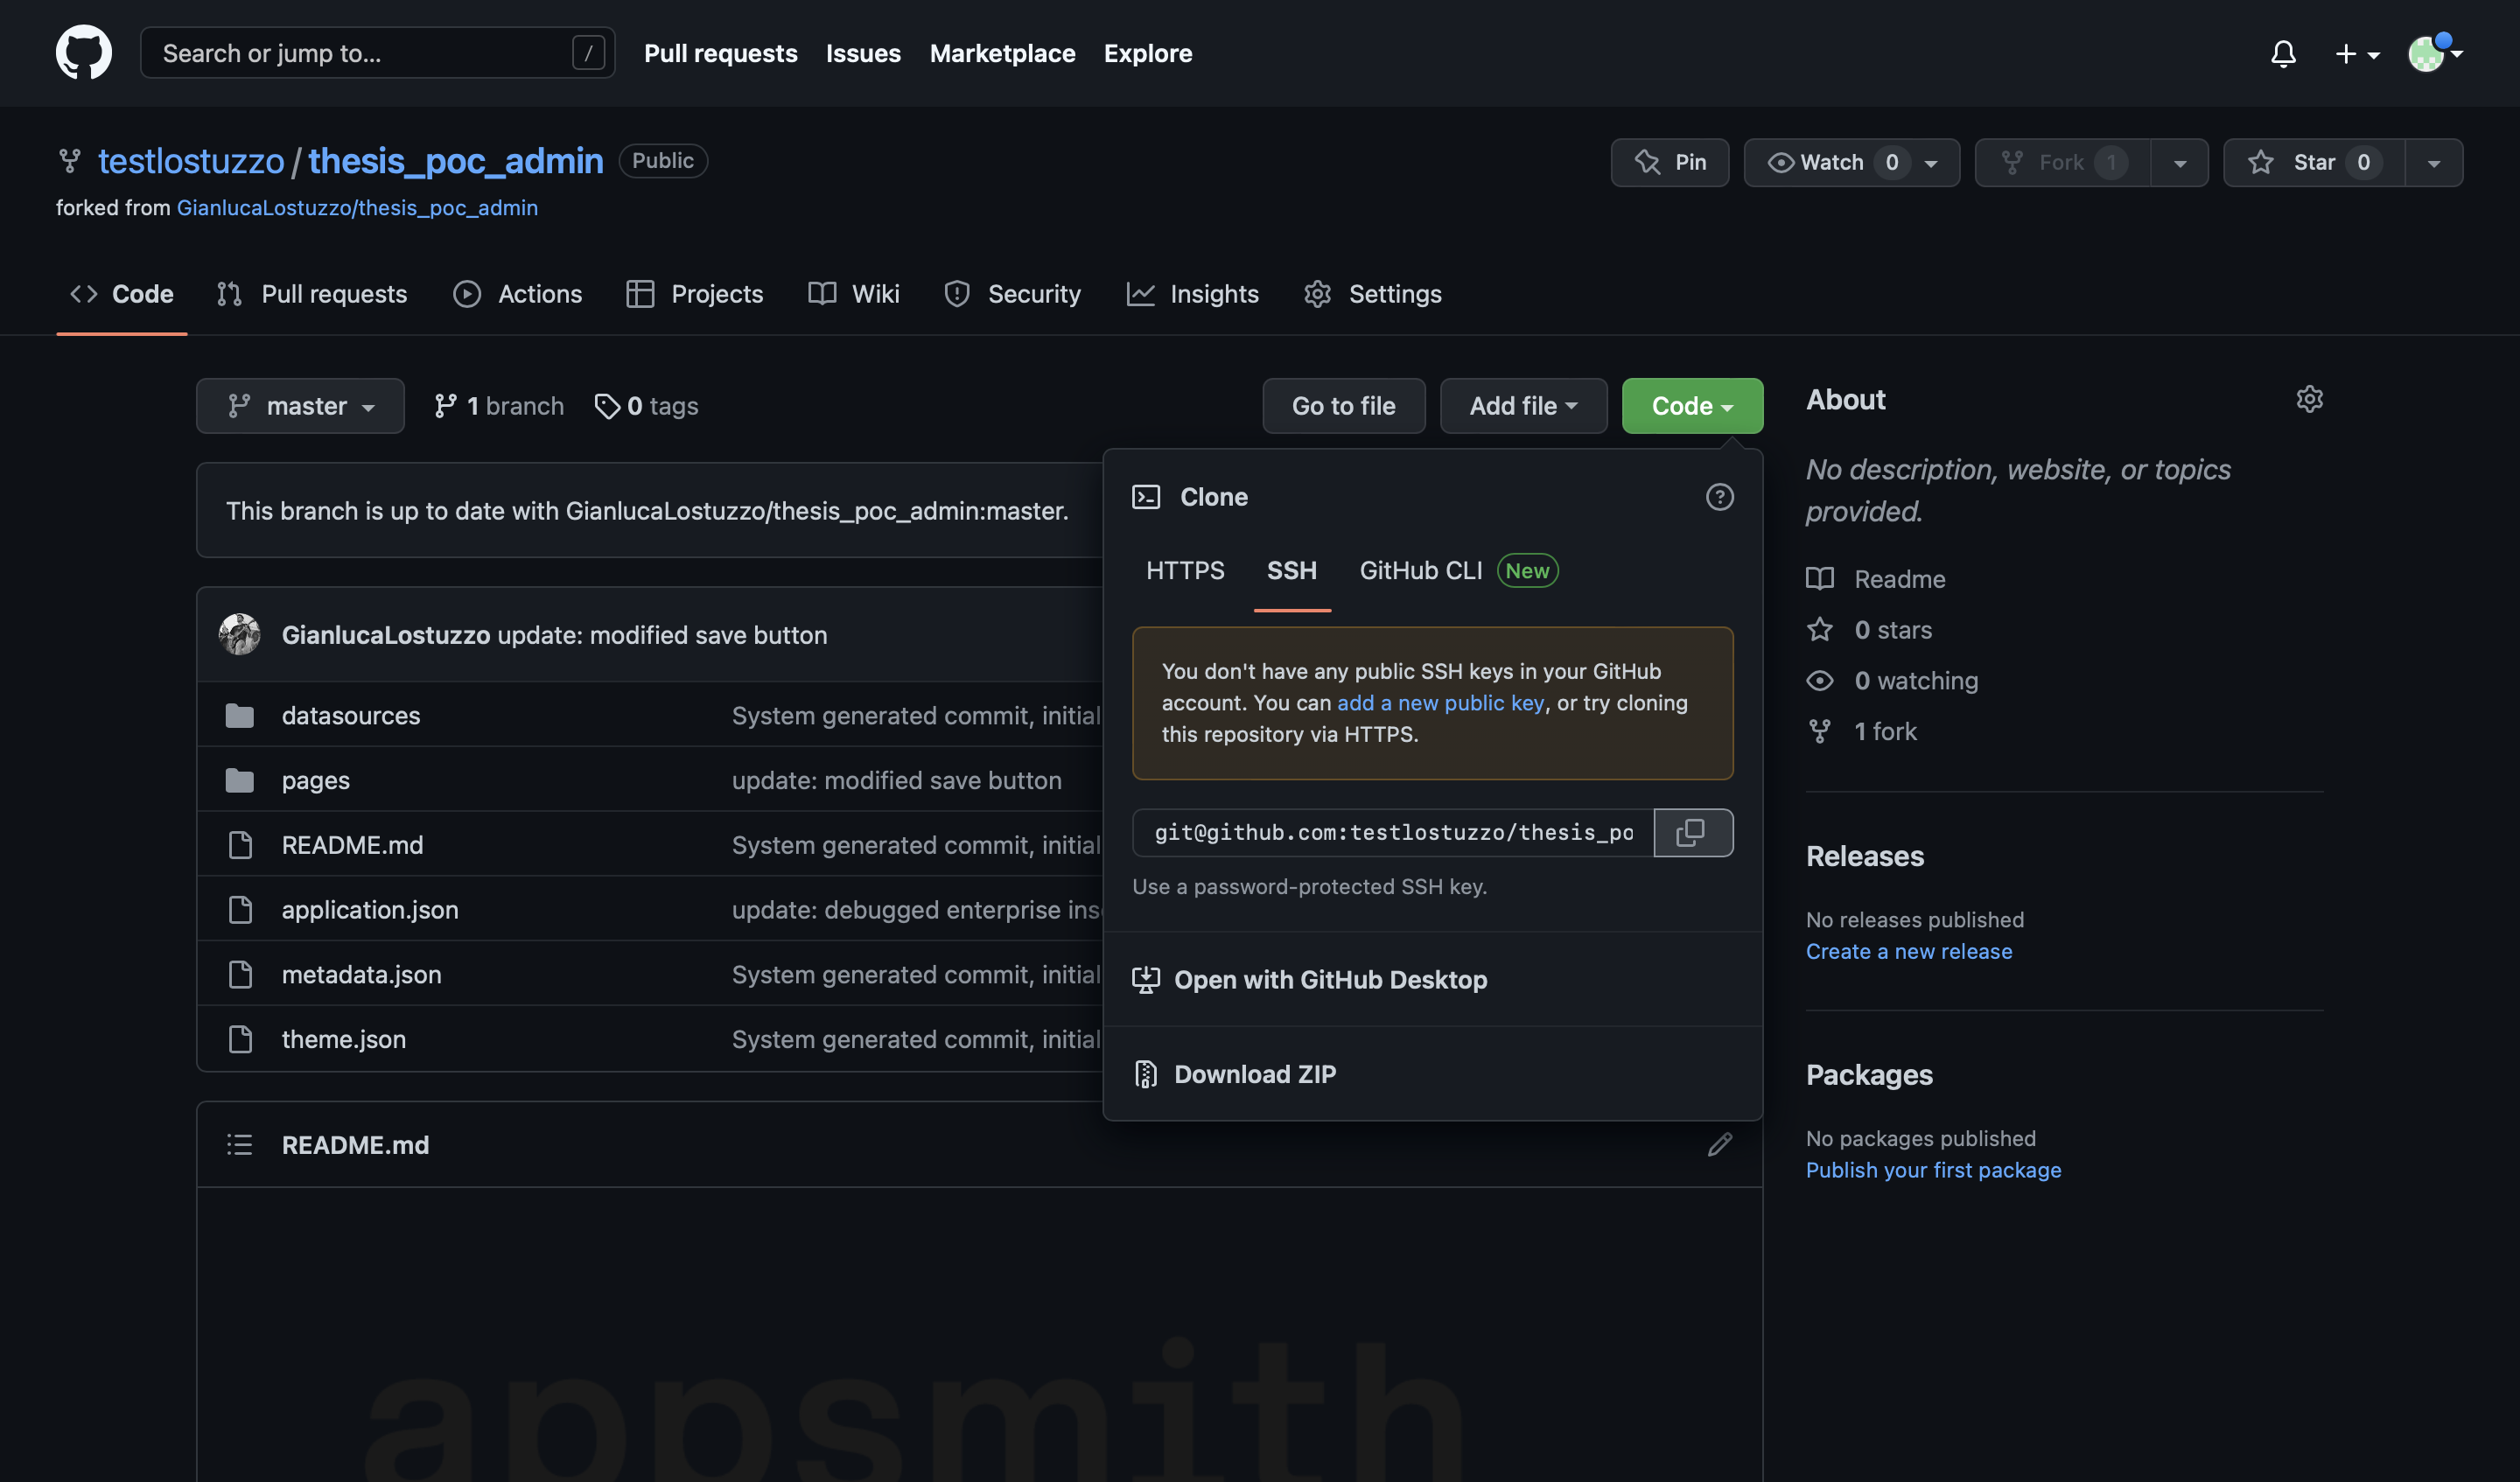 Search or jump to... /
Pull requests Issues Marketplace Explore
testlostuzzo / thesis_poc_admin Public
Pin Watch 0 Fork 1 Star 0
forked from GianlucaLostuzzo/thesis_poc_admin
Code Pull requests Actions Projects Wiki Security Insights Settings
master 1 branch 0 tags Go to file Add file Code
This branch is up to date with GianlucaLostuzzo/thesis_poc_admin:master.
GianlucaLostuzzo update: modified save button
datasources System generated commit, initial
pages update: modified save button
README.md System generated commit, initial
application.json update: debugged enterprise
metadata.json System generated commit, initial
theme.json System generated commit, initial
README.md
appsmith
Clone
HTTPS SSH GitHub CLI New
You don't have any public SSH keys in your GitHub
account. You can add a new public key, or try cloning
this repository via HTTPS.
git@github.com:testlostuzzo/thesis_po
Use a password-protected SSH key.
Open with GitHub Desktop
Download ZIP
About
No description, website, or topics
provided.
Readme
0 stars
0 watching
1 fork
Releases
No releases published
Create a new release
Packages
No packages published
Publish your first package